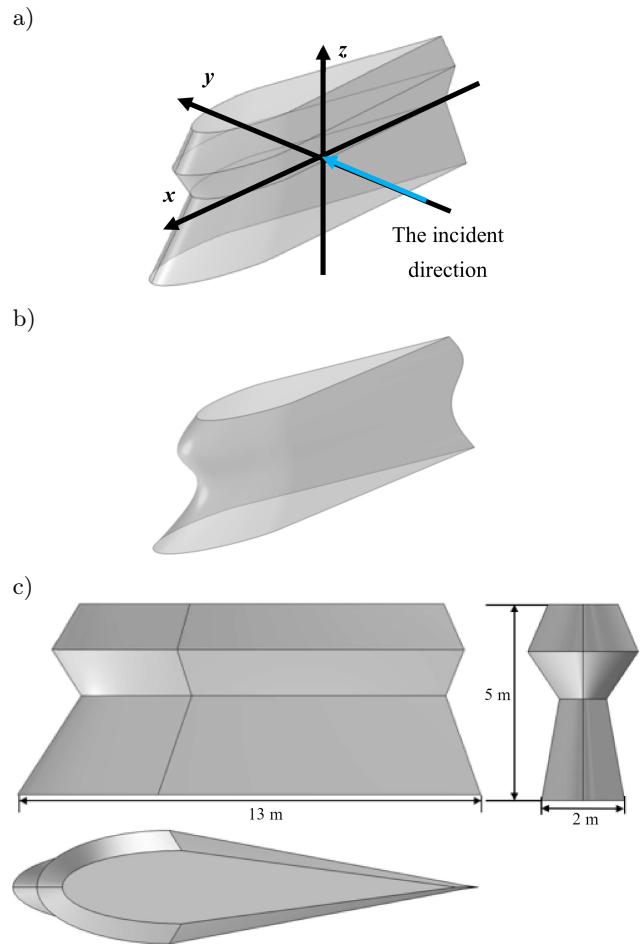 a)
z
y
x
The incident
direction
b)
c)
5 m
13 m
2 m